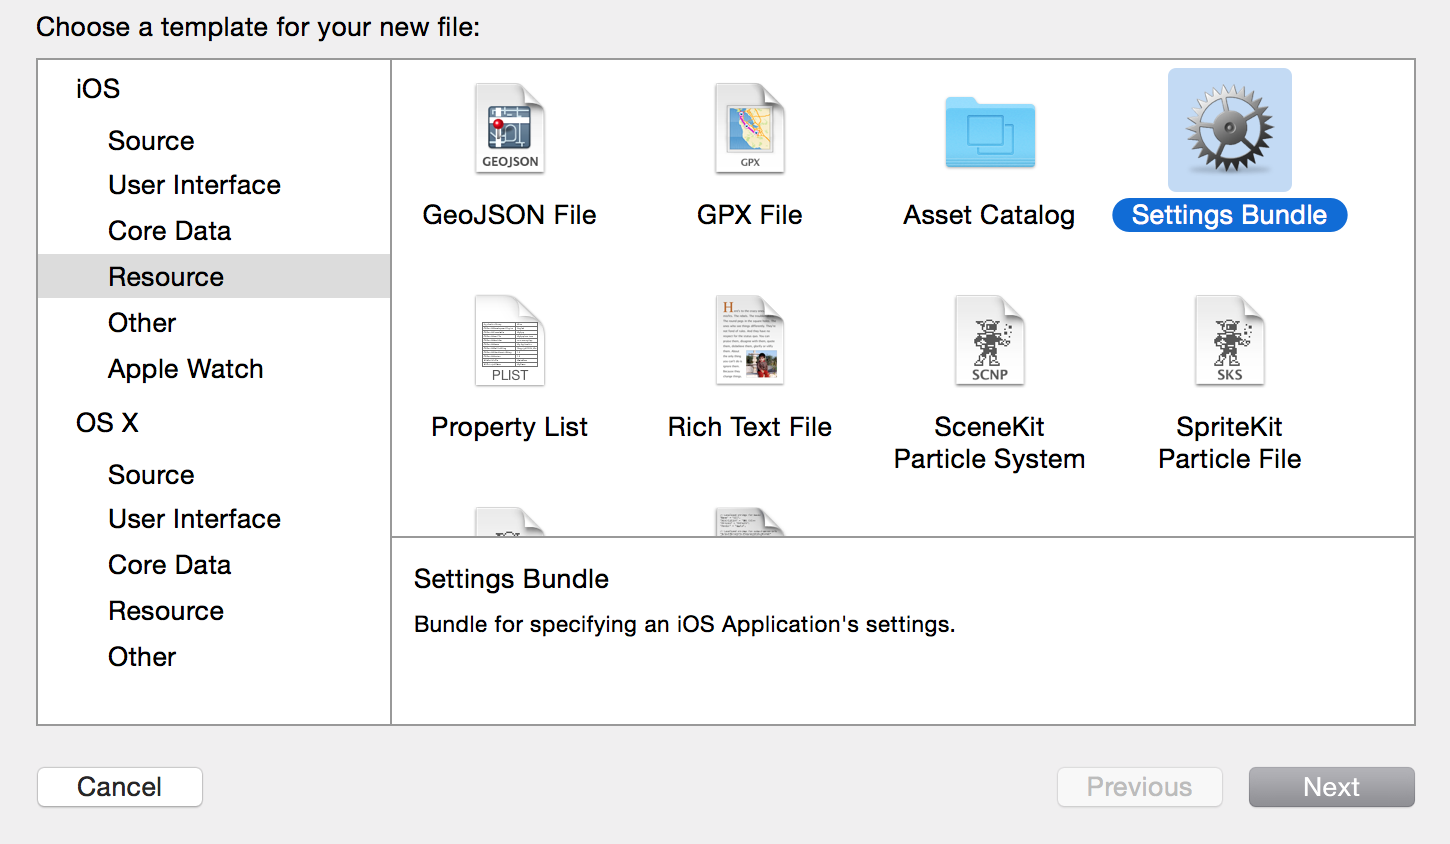 Choose a template for your new file:
iOS
Source
User Interface
Core Data
Resource
Other
Apple Watch
OS X
Source
User Interface
Core Data
Resource
Other
GEOJSON
GPX
GeoJSON File
GPX File
Asset Catalog
Settings Bundle
PLIST
SCNP
SKS
Property List
Rich Text File
SceneKit
Particle System
SpriteKit
Particle File
Settings Bundle
Bundle for specifying an iOS Application's settings.
Cancel
Previous
Next